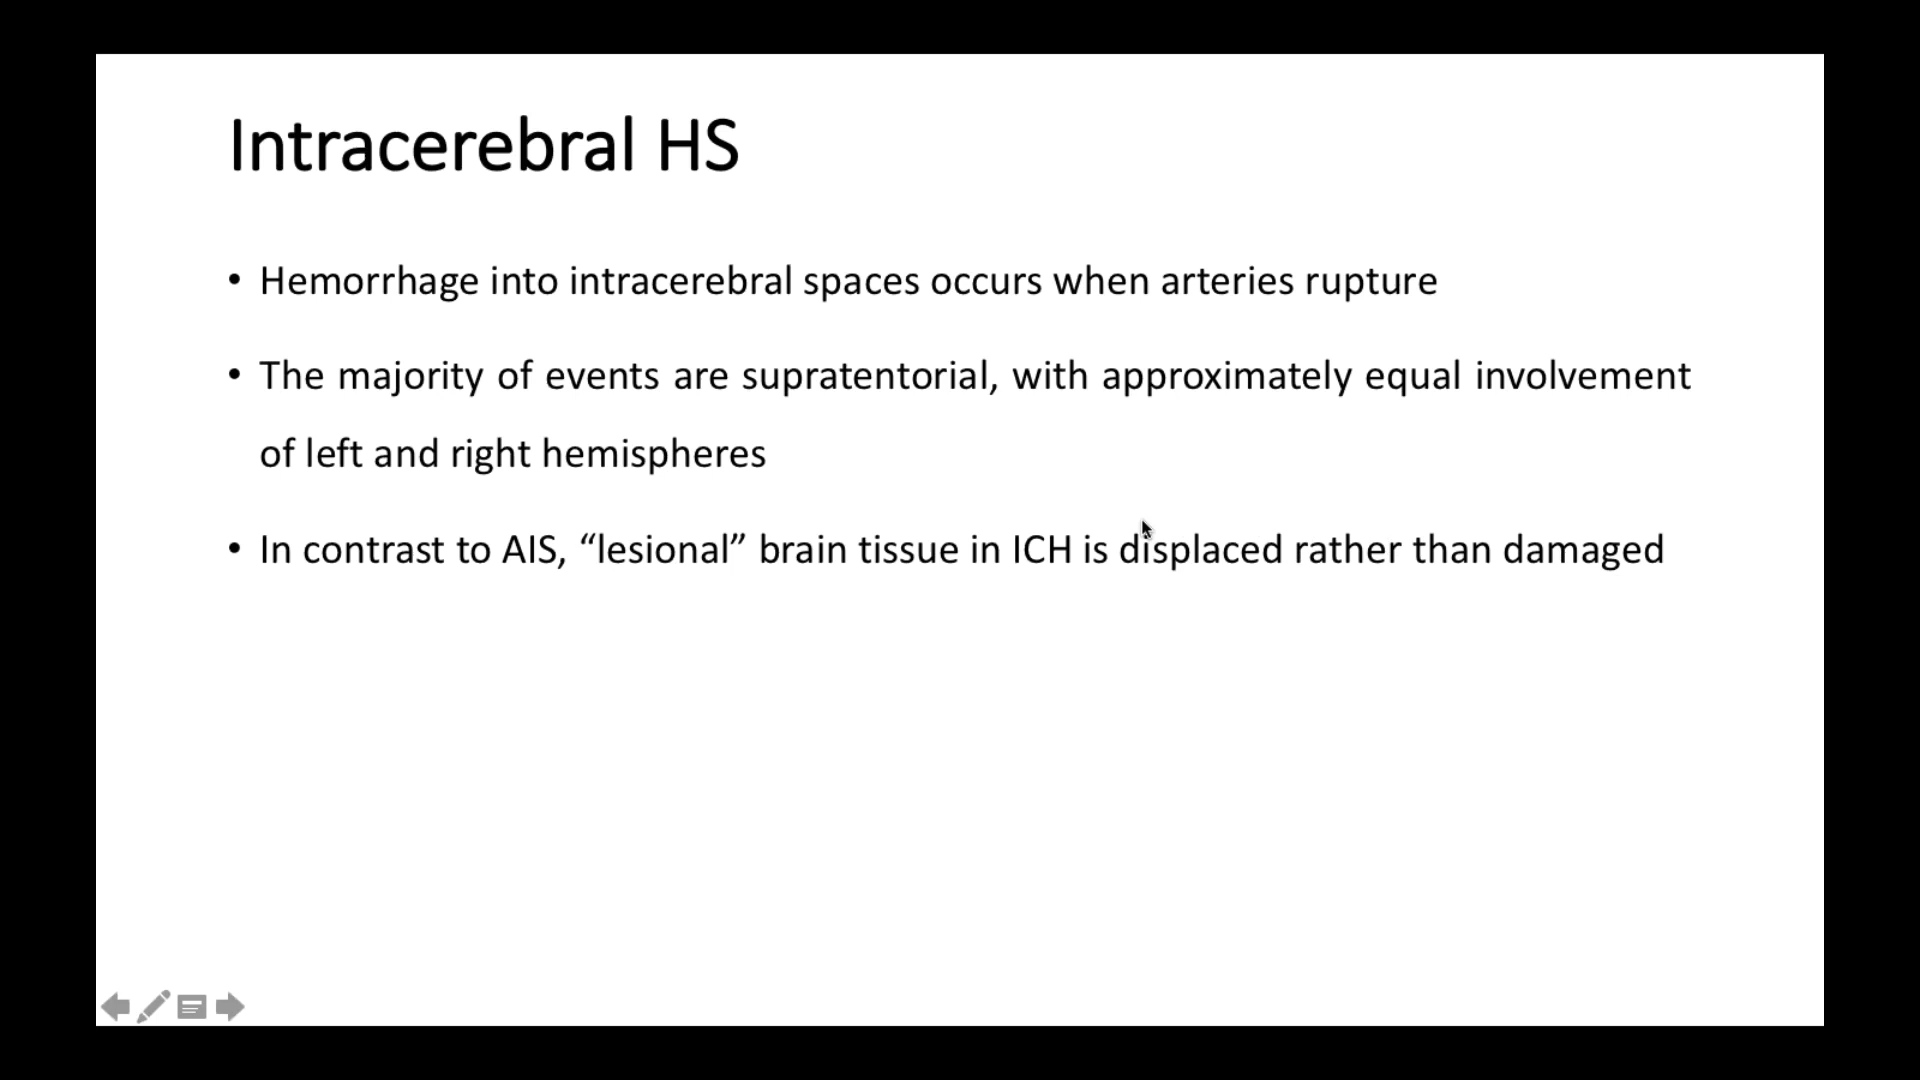 Intracerebral HS
• Hemorrhage into intracerebral spaces occurs when arteries rupture
• The majority of events are supratentorial, with approximately equal involvement
of left and right hemispheres
• In contrast to AIS, “lesional” brain tissue in ICH is displaced rather than damaged